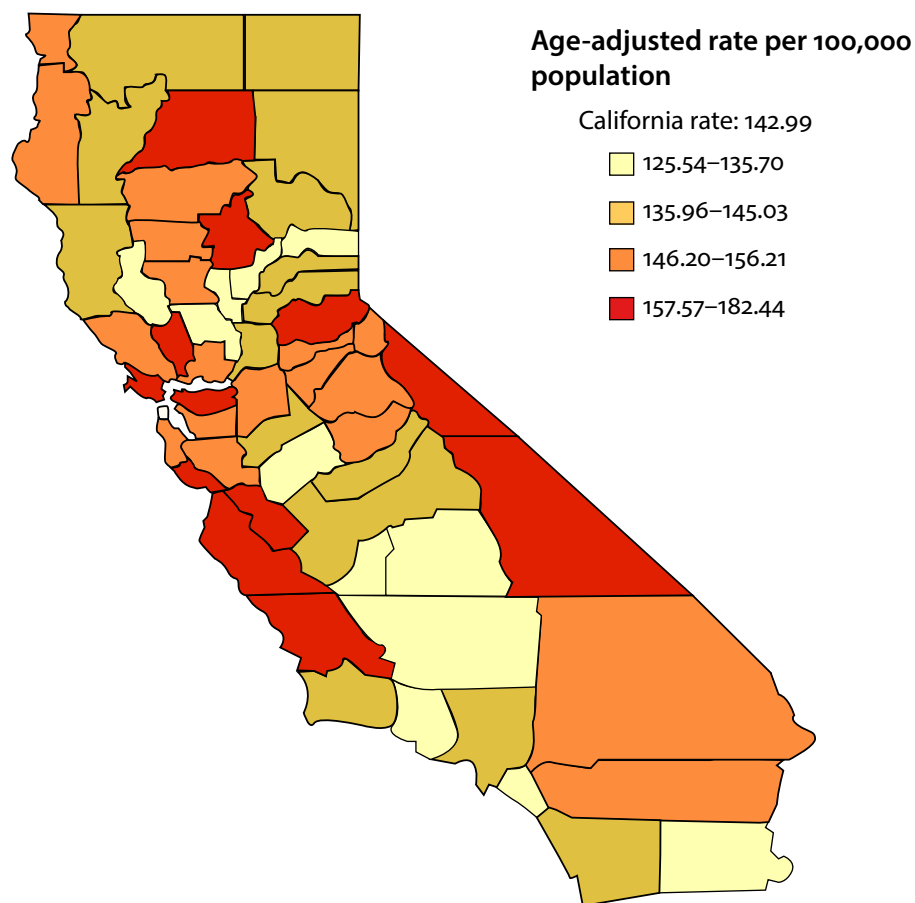 Age-adjusted rate per 100,000
population
California rate: 142.99
125.54–135.70
135.96–145.03
146.20–156.21
157.57–182.44